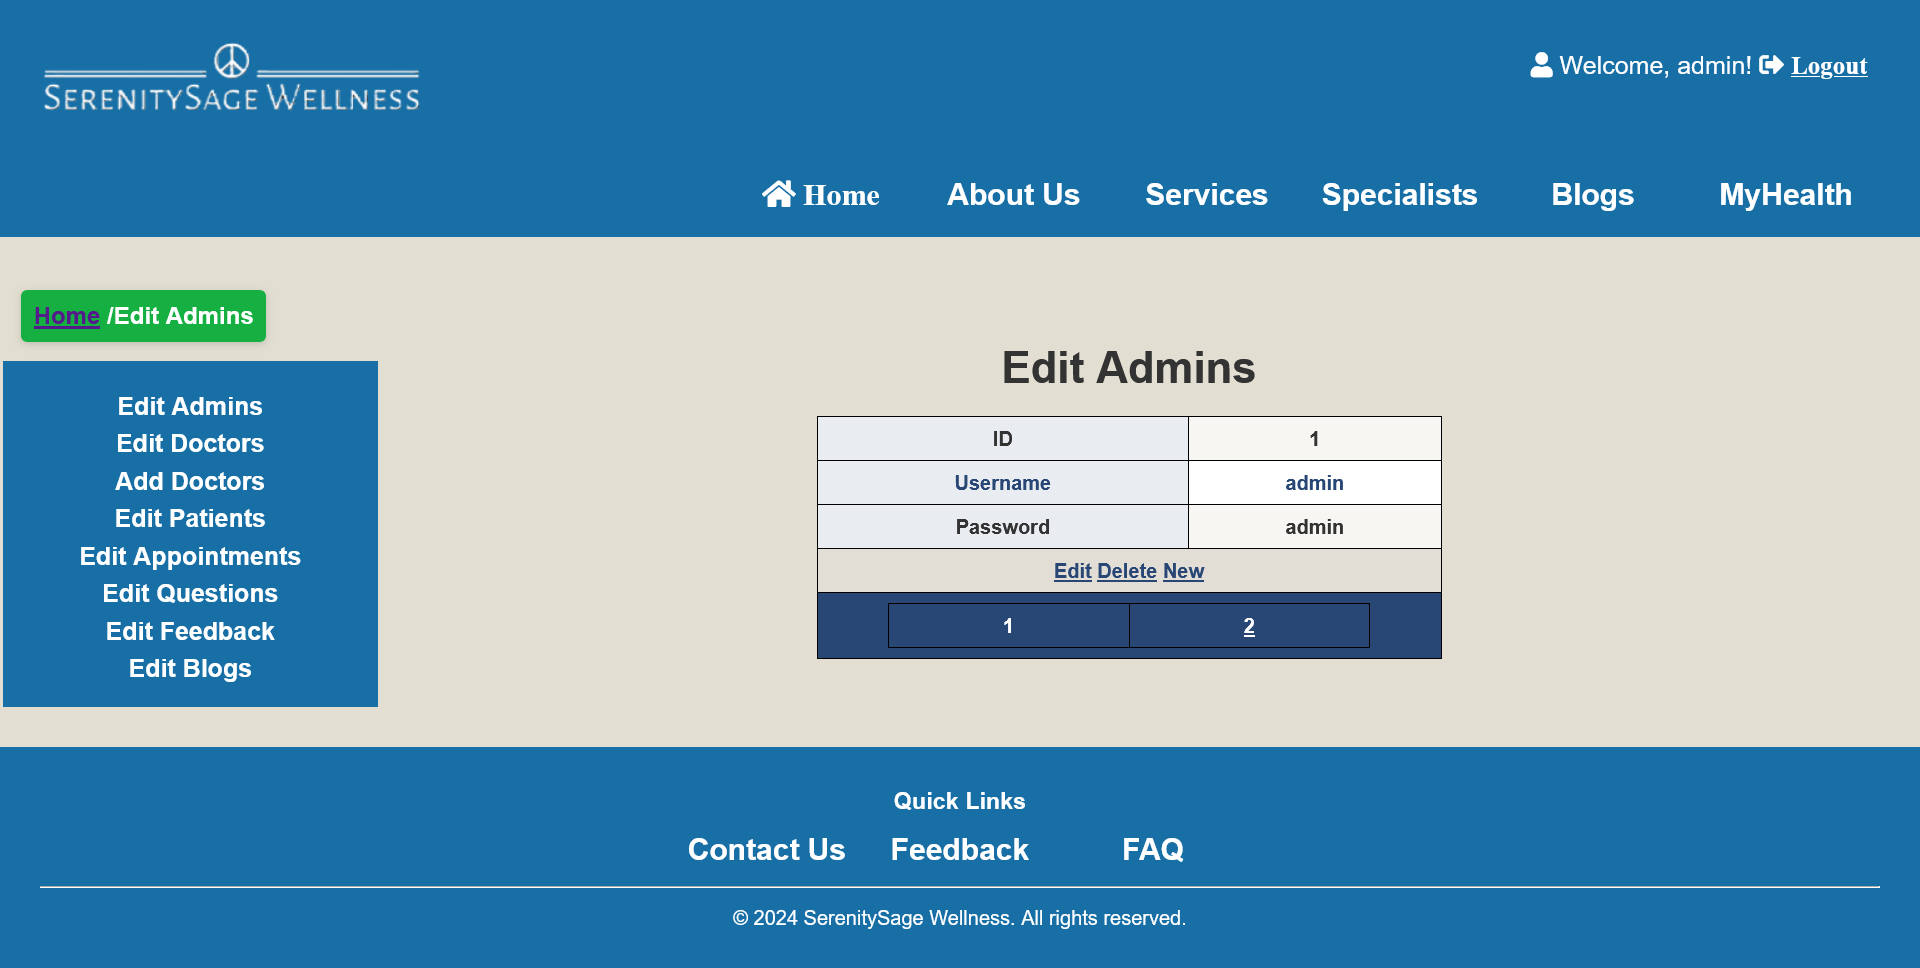 SERENITYSAGE WELLNESS
Welcome, admin! Logout
Home About Us Services Specialists Blogs MyHealth
Home /Edit Admins
Edit Admins
Edit Doctors
Add Doctors
Edit Patients
Edit Appointments
Edit Questions
Edit Feedback
Edit Blogs
Edit Admins
ID 1
Username admin
Password admin
Edit Delete New
1 2
Quick Links
Contact Us Feedback FAQ
© 2024 SerenitySage Wellness. All rights reserved.